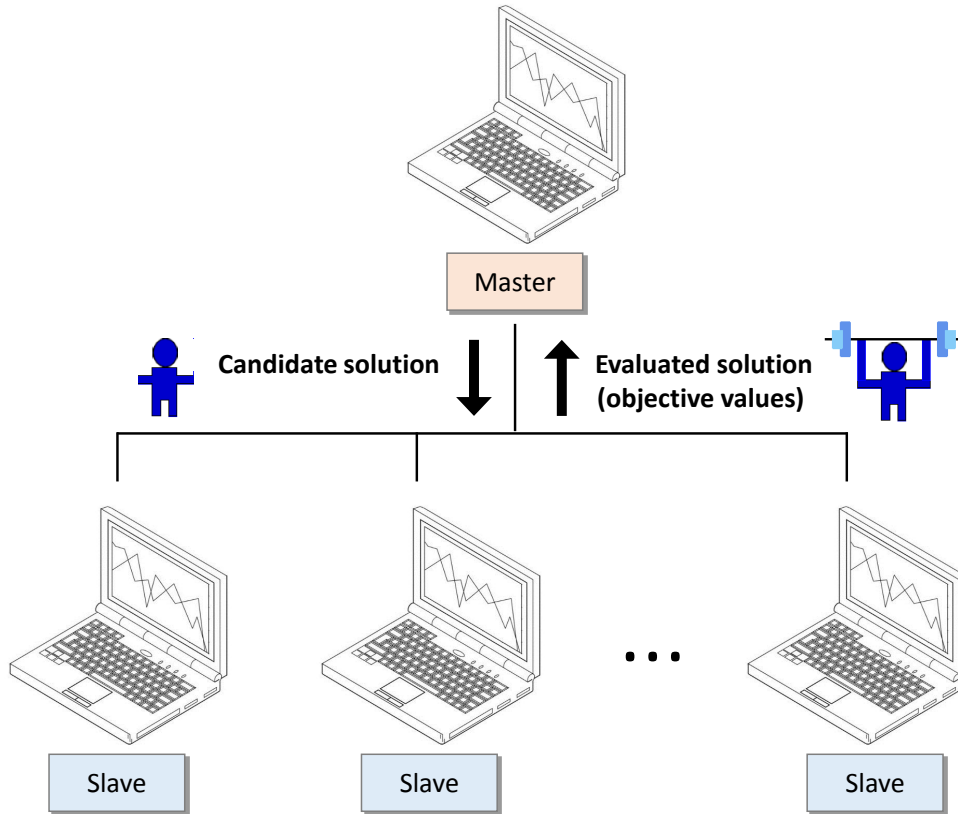 Master
Candidate solution
Evaluated solution
(objective values)
...
Slave
Slave
Slave